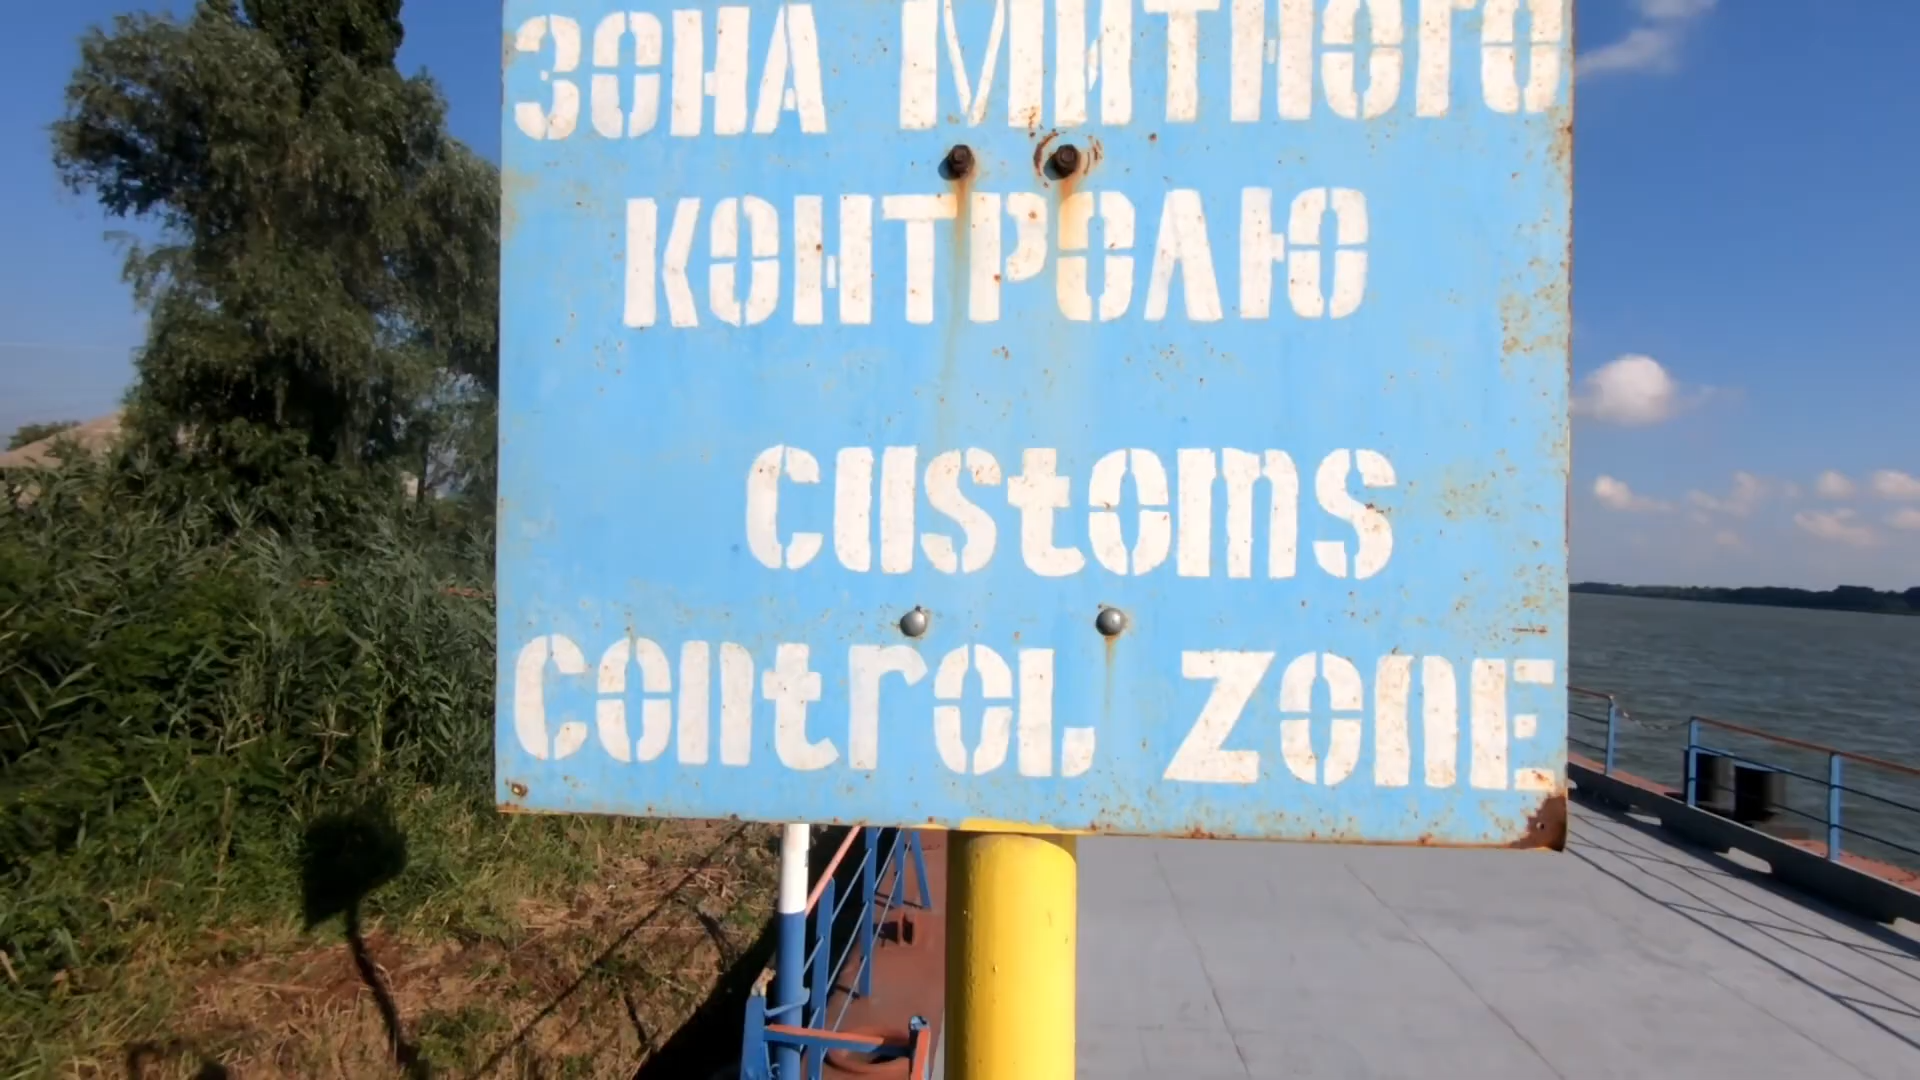 ЗОНА МИТНОГО
КОНТРОЛЮ
customs
control zone